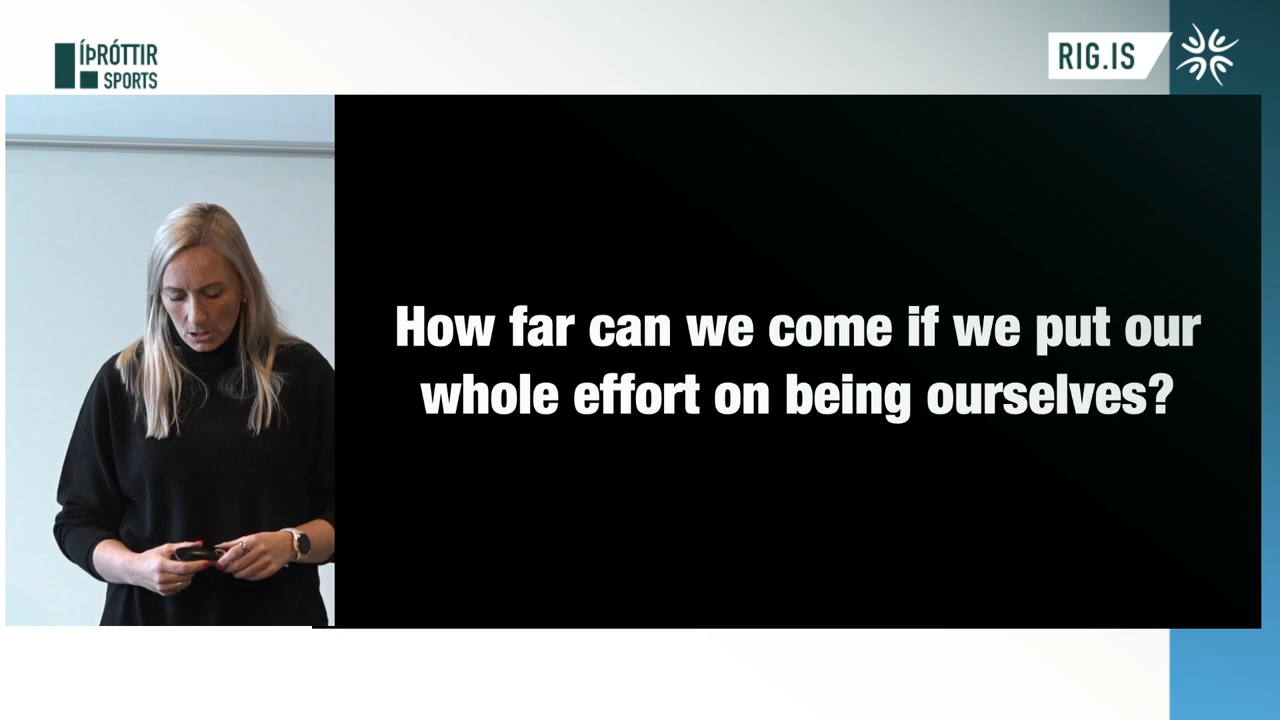 ÍÞRÓTTIR
SPORTS
RIG.IS
How far can we come if we put our
whole effort on being ourselves?